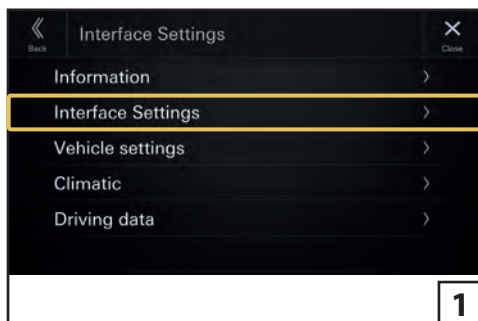 Interface Settings
Back
Close
Information
Interface Settings
Vehicle settings
Climatic
Driving data
1